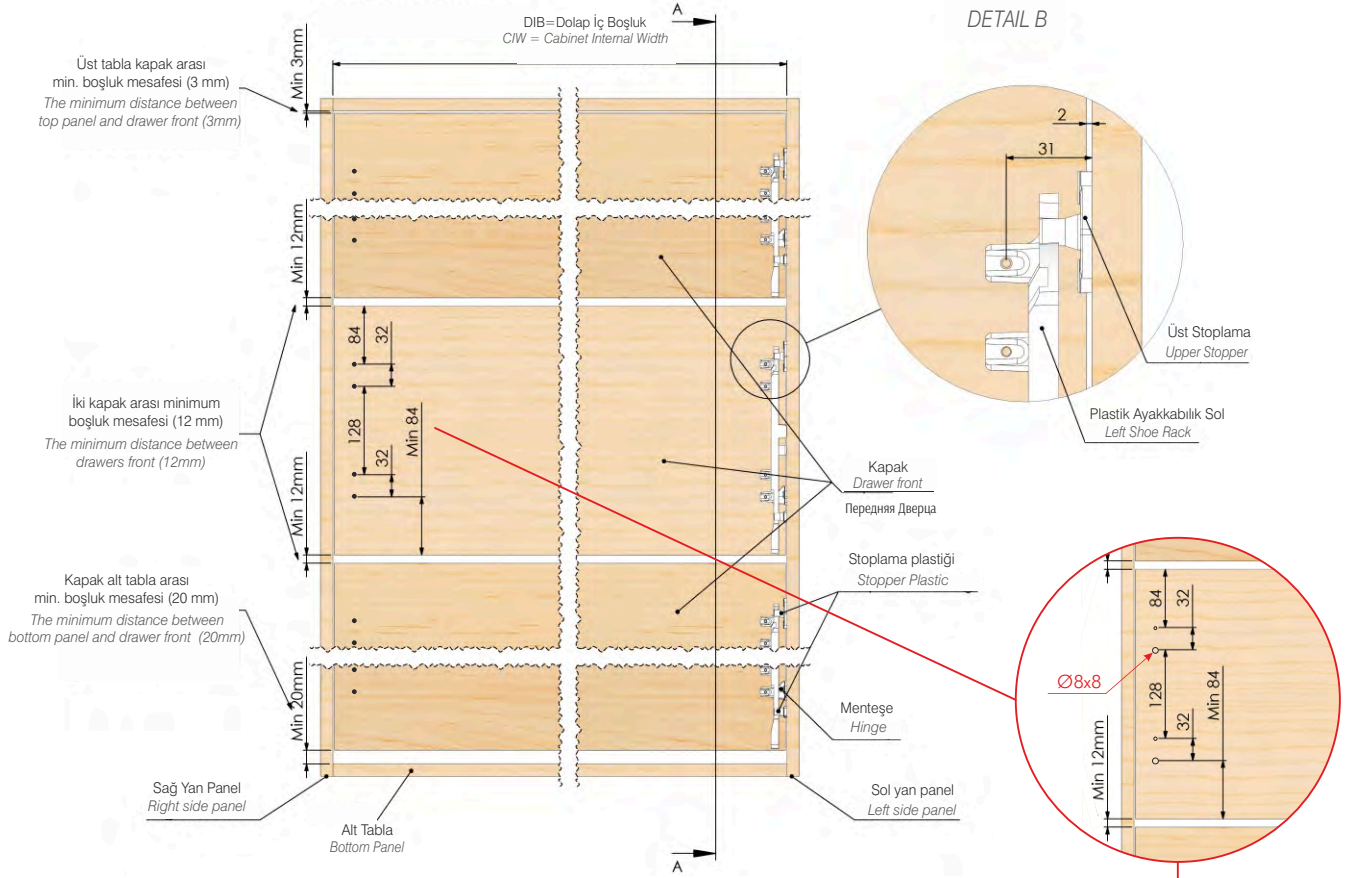 A
DIB=Dolap İç Boşluk
CIW = Cabinet Internal Width
DETAIL B
Min 3mm
Üst tabla kapak arası
min. boşluk mesafesi (3 mm)
The minimum distance between
top panel and drawer front (3mm)
2
31
Min 12mm
Üst Stoplama
Upper Stopper
84
32
Plastik Ayakkabılık Sol
Left Shoe Rack
İki kapak arası minimum
boşluk mesafesi (12 mm)
The minimum distance between
drawers front (12mm)
128
32
Min 84
Kapak
Drawer front
Передняя Дверца
Min 12mm
Stoplama plastiği
Stopper Plastic
Kapak alt tabla arası
min. boşluk mesafesi (20 mm)
The minimum distance between
bottom panel and drawer front (20mm)
84
32
Ø8x8
128
32
Min 84
Min 12mm
Min 20mm
Menteşe
Hinge
Sağ Yan Panel
Right side panel
Sol yan panel
Left side panel
Alt Tabla
Bottom Panel
A